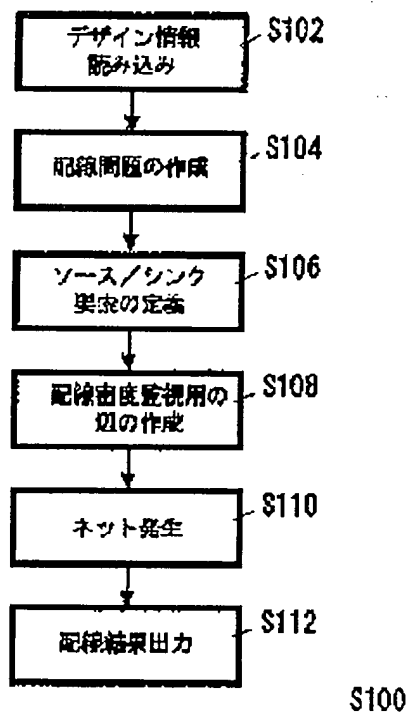 デザイン情報
読み込み
S102
配線問題の作成
S104
ソース/シンク
要求の定義
S106
配線密度監視用の
辺の作成
S108
ネット発生
S110
配線結果出力
S112
S100